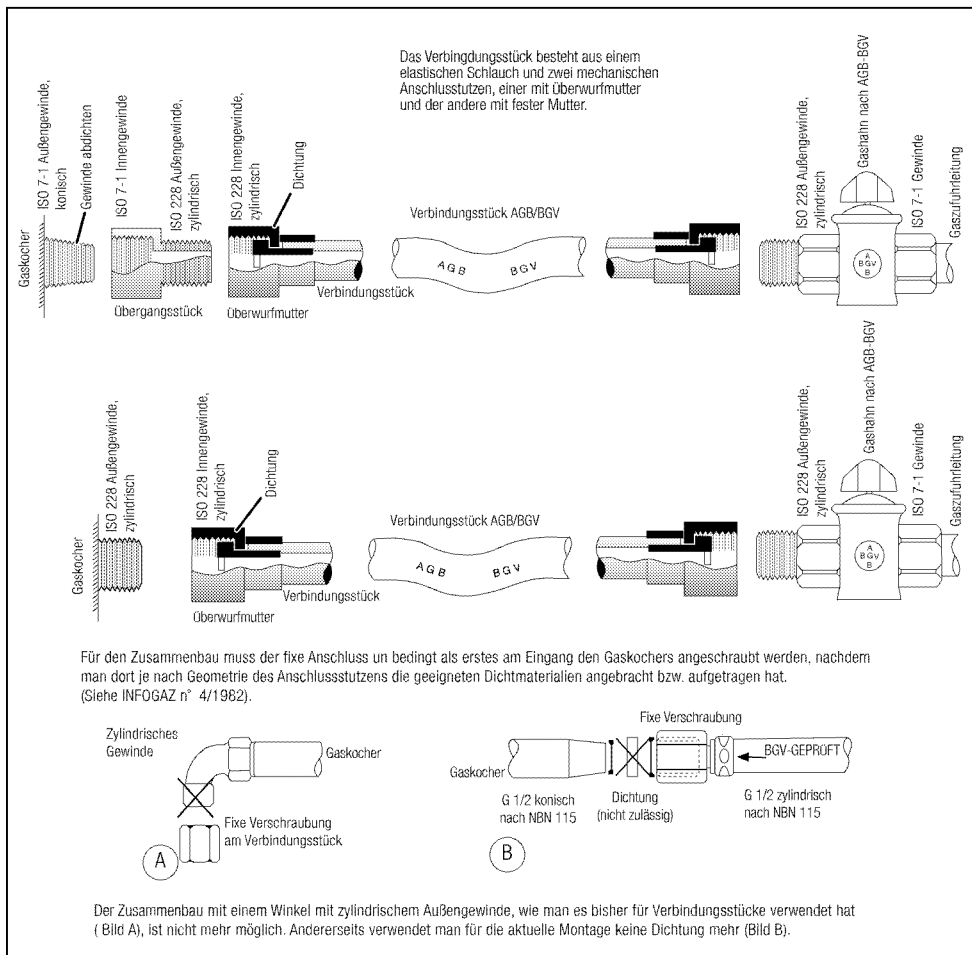 Das Verbingdungsstück besteht aus einem
elastischen Schlauch und zwei mechanischen
Anschlusstutzen, einer mit überwurfmutter
und der andere mit fester Mutter.
Gaskocher
ISO 7-1 Außengewinde,
konisch
Gewinde abdichten
ISO 7-1 Innengewinde
ISO 228 Außengewinde,
zylindrisch
ISO 228 Innengewinde,
zylindrisch
Dichtung
Verbindungsstück AGB/BGV
AGB BGV
Verbindungsstück
Übergangsstück
Überwurfmutter
ISO 228 Außengewinde,
zylindrisch
Gashahn nach AGB-BGV
ISO 7-1 Gewinde
Gaszufuhrleitung
A
BGV
B
Gaskocher
ISO 228 Außengewinde,
zylindrisch
ISO 228 Innengewinde,
zylindrisch
Dichtung
Verbindungsstück AGB/BGV
AGB BGV
Verbindungsstück
Überwurfmutter
ISO 228 Außengewinde,
zylindrisch
Gashahn nach AGB-BGV
ISO 7-1 Gewinde
Gaszufuhrleitung
A
BGV
B
Für den Zusammenbau muss der fixe Anschluss un bedingt als erstes am Eingang den Gaskochers angeschraubt werden, nachdem
man dort je nach Geometrie des Anschlussstutzens die geeigneten Dichtmaterialien angebracht bzw. aufgetragen hat.
(Siehe INFOGAZ n° 4/1982).
Zylindrisches
Gewinde
Gaskocher
Fixe Verschraubung
am Verbindungsstück
A
Fixe Verschraubung
BGV-GEPRÜFT
Gaskocher
G 1/2 konisch
nach NBN 115
Dichtung
(nicht zulässig)
G 1/2 zylindrisch
nach NBN 115
B
Der Zusammenbau mit einem Winkel mit zylindrischem Außengewinde, wie man es bisher für Verbindungsstücke verwendet hat
( Bild A), ist nicht mehr möglich. Andererseits verwendet man für die aktuelle Montage keine Dichtung mehr (Bild B).